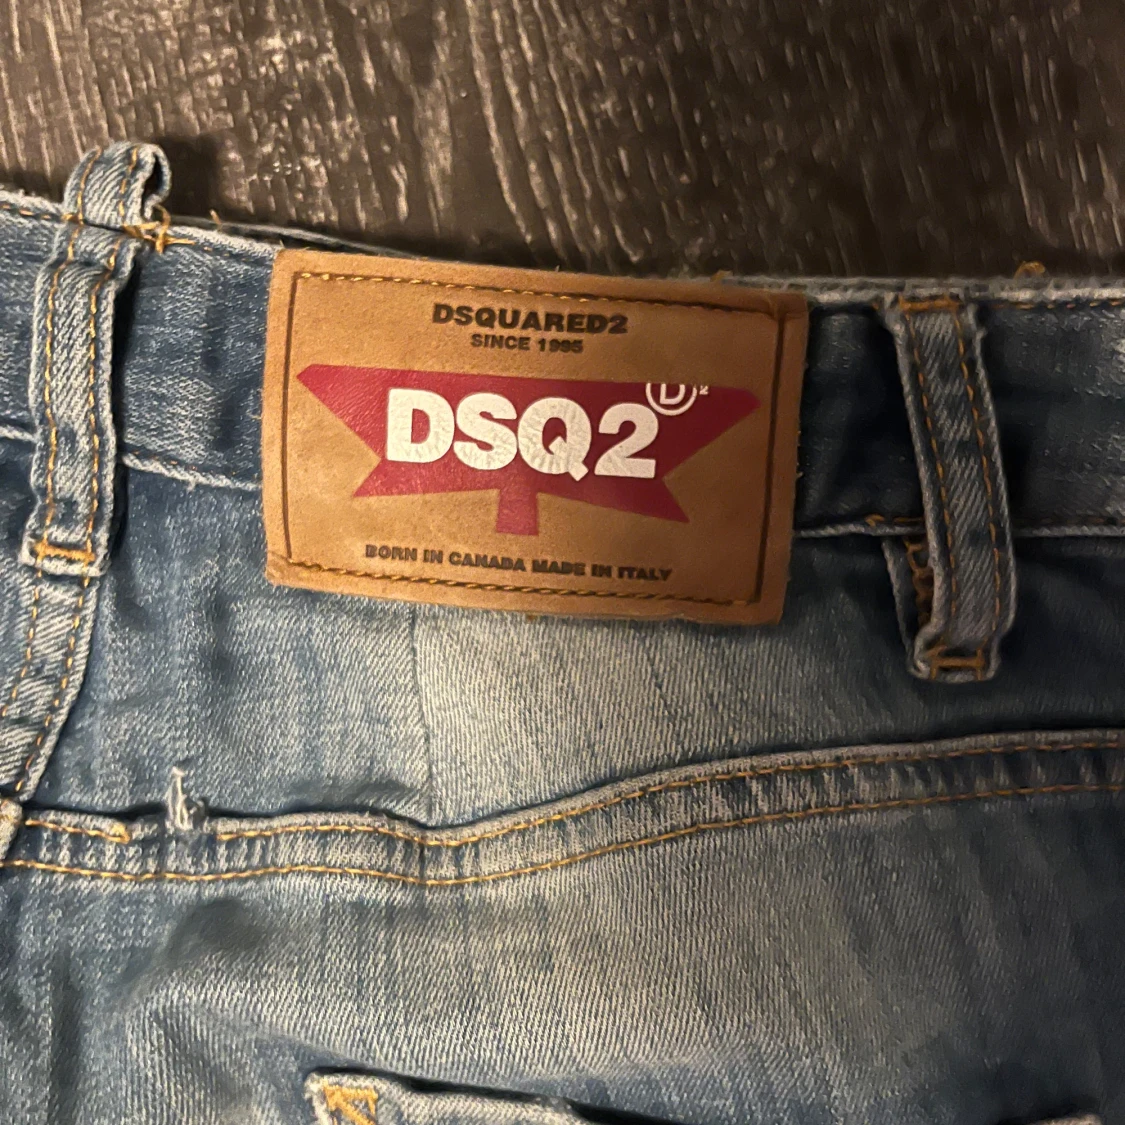 DSQUARED2
SINCE 1995
DSQ2
D
BORN IN CANADA MADE IN ITALY